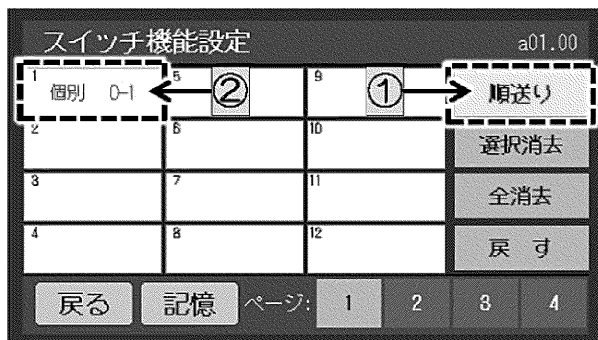 スイッチ機能設定 a01.00
1 個別 0-1 ② 5 9 ① 順送り
2 6 10 選択消去
3 7 11 全消去
4 8 12 戻す
戻る 記憶 ページ: 1 2 3 4